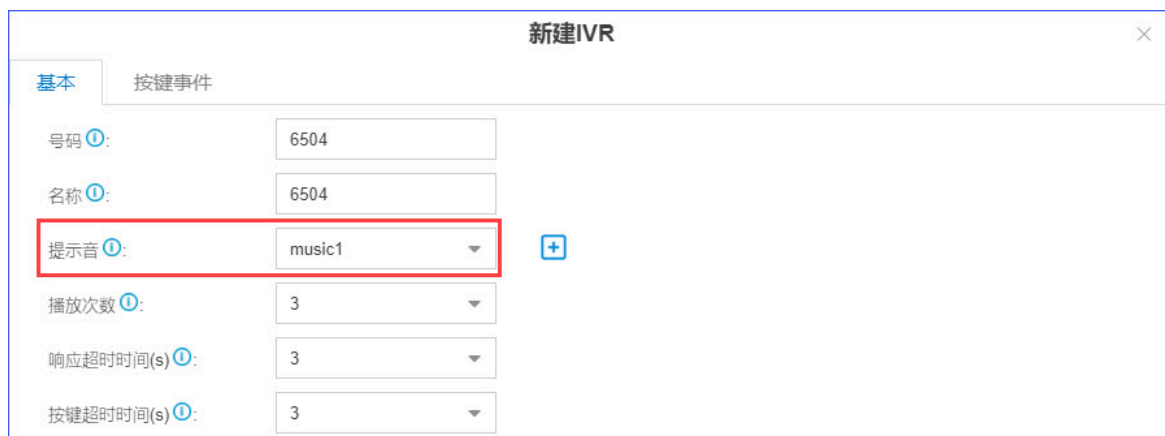 新建IVR
基本 按键事件
号码: 6504
名称: 6504
提示音: music1
播放次数: 3
响应超时时间(s): 3
按键超时时间(s): 3